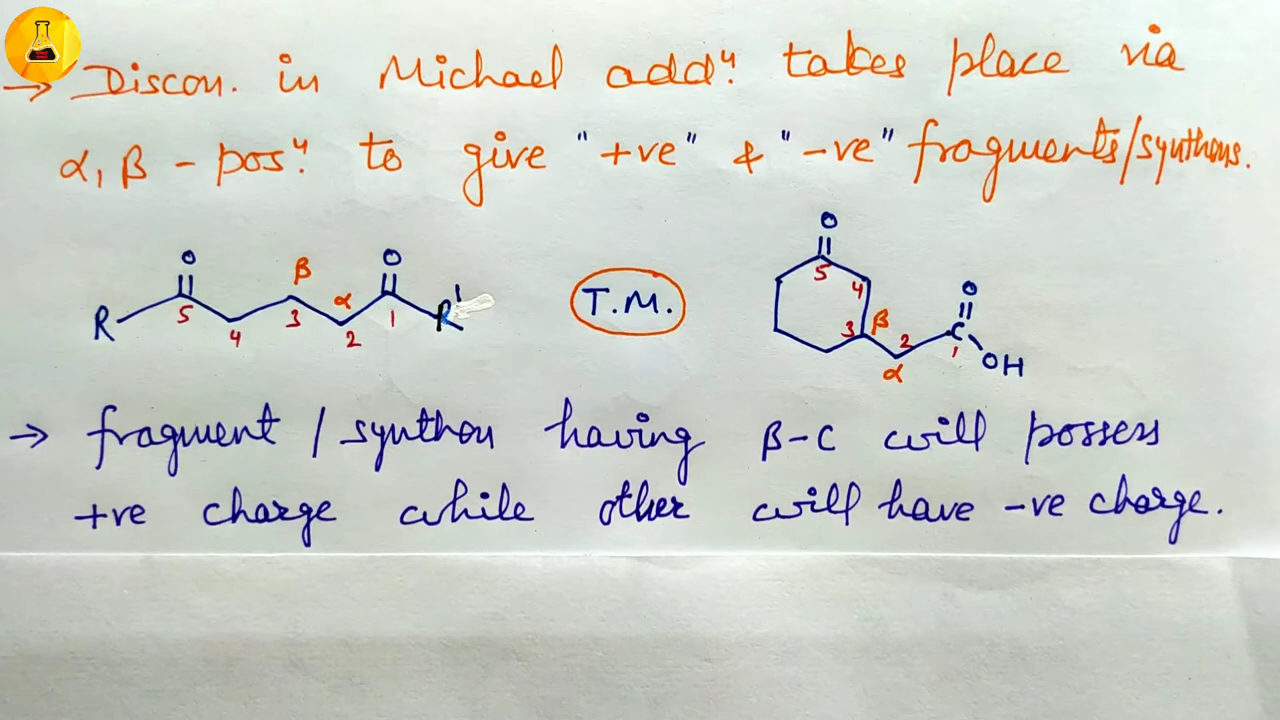 → Discon. in Michael addⁿ. takes place via
α, β - posⁿ. to give "+ve" & "-ve" fragments/synthons.
O β O
R 5 4 3 α 2 1 R'
T.M.
O
5 4 3 β 2 α C 1 O
OH
→ fragment / synthon having β-C will possess
+ve charge while other will have -ve charge.